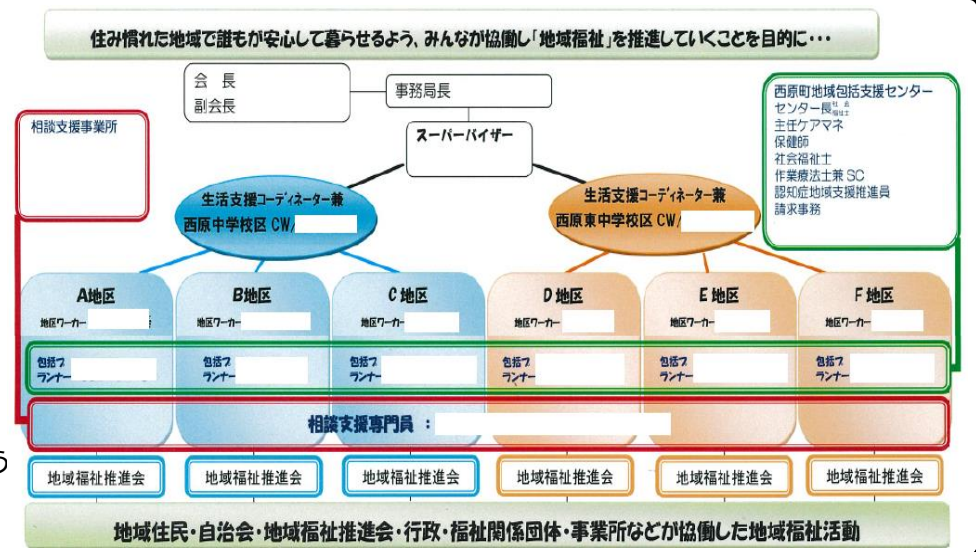 住み慣れた地域で誰もが安心して暮らせるよう、みんなが協働し「地域福祉」を推進していくことを目的に・・・
会　長
副会長
事務局長
スーパーバイザー
相談支援事業所
西原町地域包括支援センター
センター長社会福祉士
主任ケアマネ
保健師
社会福祉士
作業療法士兼 SC
認知症地域支援推進員
請求事務
生活支援コーディネーター兼
西原中学校区 CW/
生活支援コーディネーター兼
西原東中学校区 CW/
A地区
地区ワーカー
B地区
地区ワーカー
C 地区
地区ワーカー
D 地区
地区ワーカー
E 地区
地区ワーカー
F 地区
地区ワーカー
包括プ
ランナー
包括プ
ランナー
包括プ
ランナー
包括プ
ランナー
包括プ
ランナー
包括プ
ランナー
相談支援専門員 ：
う
地域福祉推進会
地域福祉推進会
地域福祉推進会
地域福祉推進会
地域福祉推進会
地域福祉推進会
地域住民・自治会・地域福祉推進会・行政・福祉関係団体・事業所などが協働した地域福祉活動